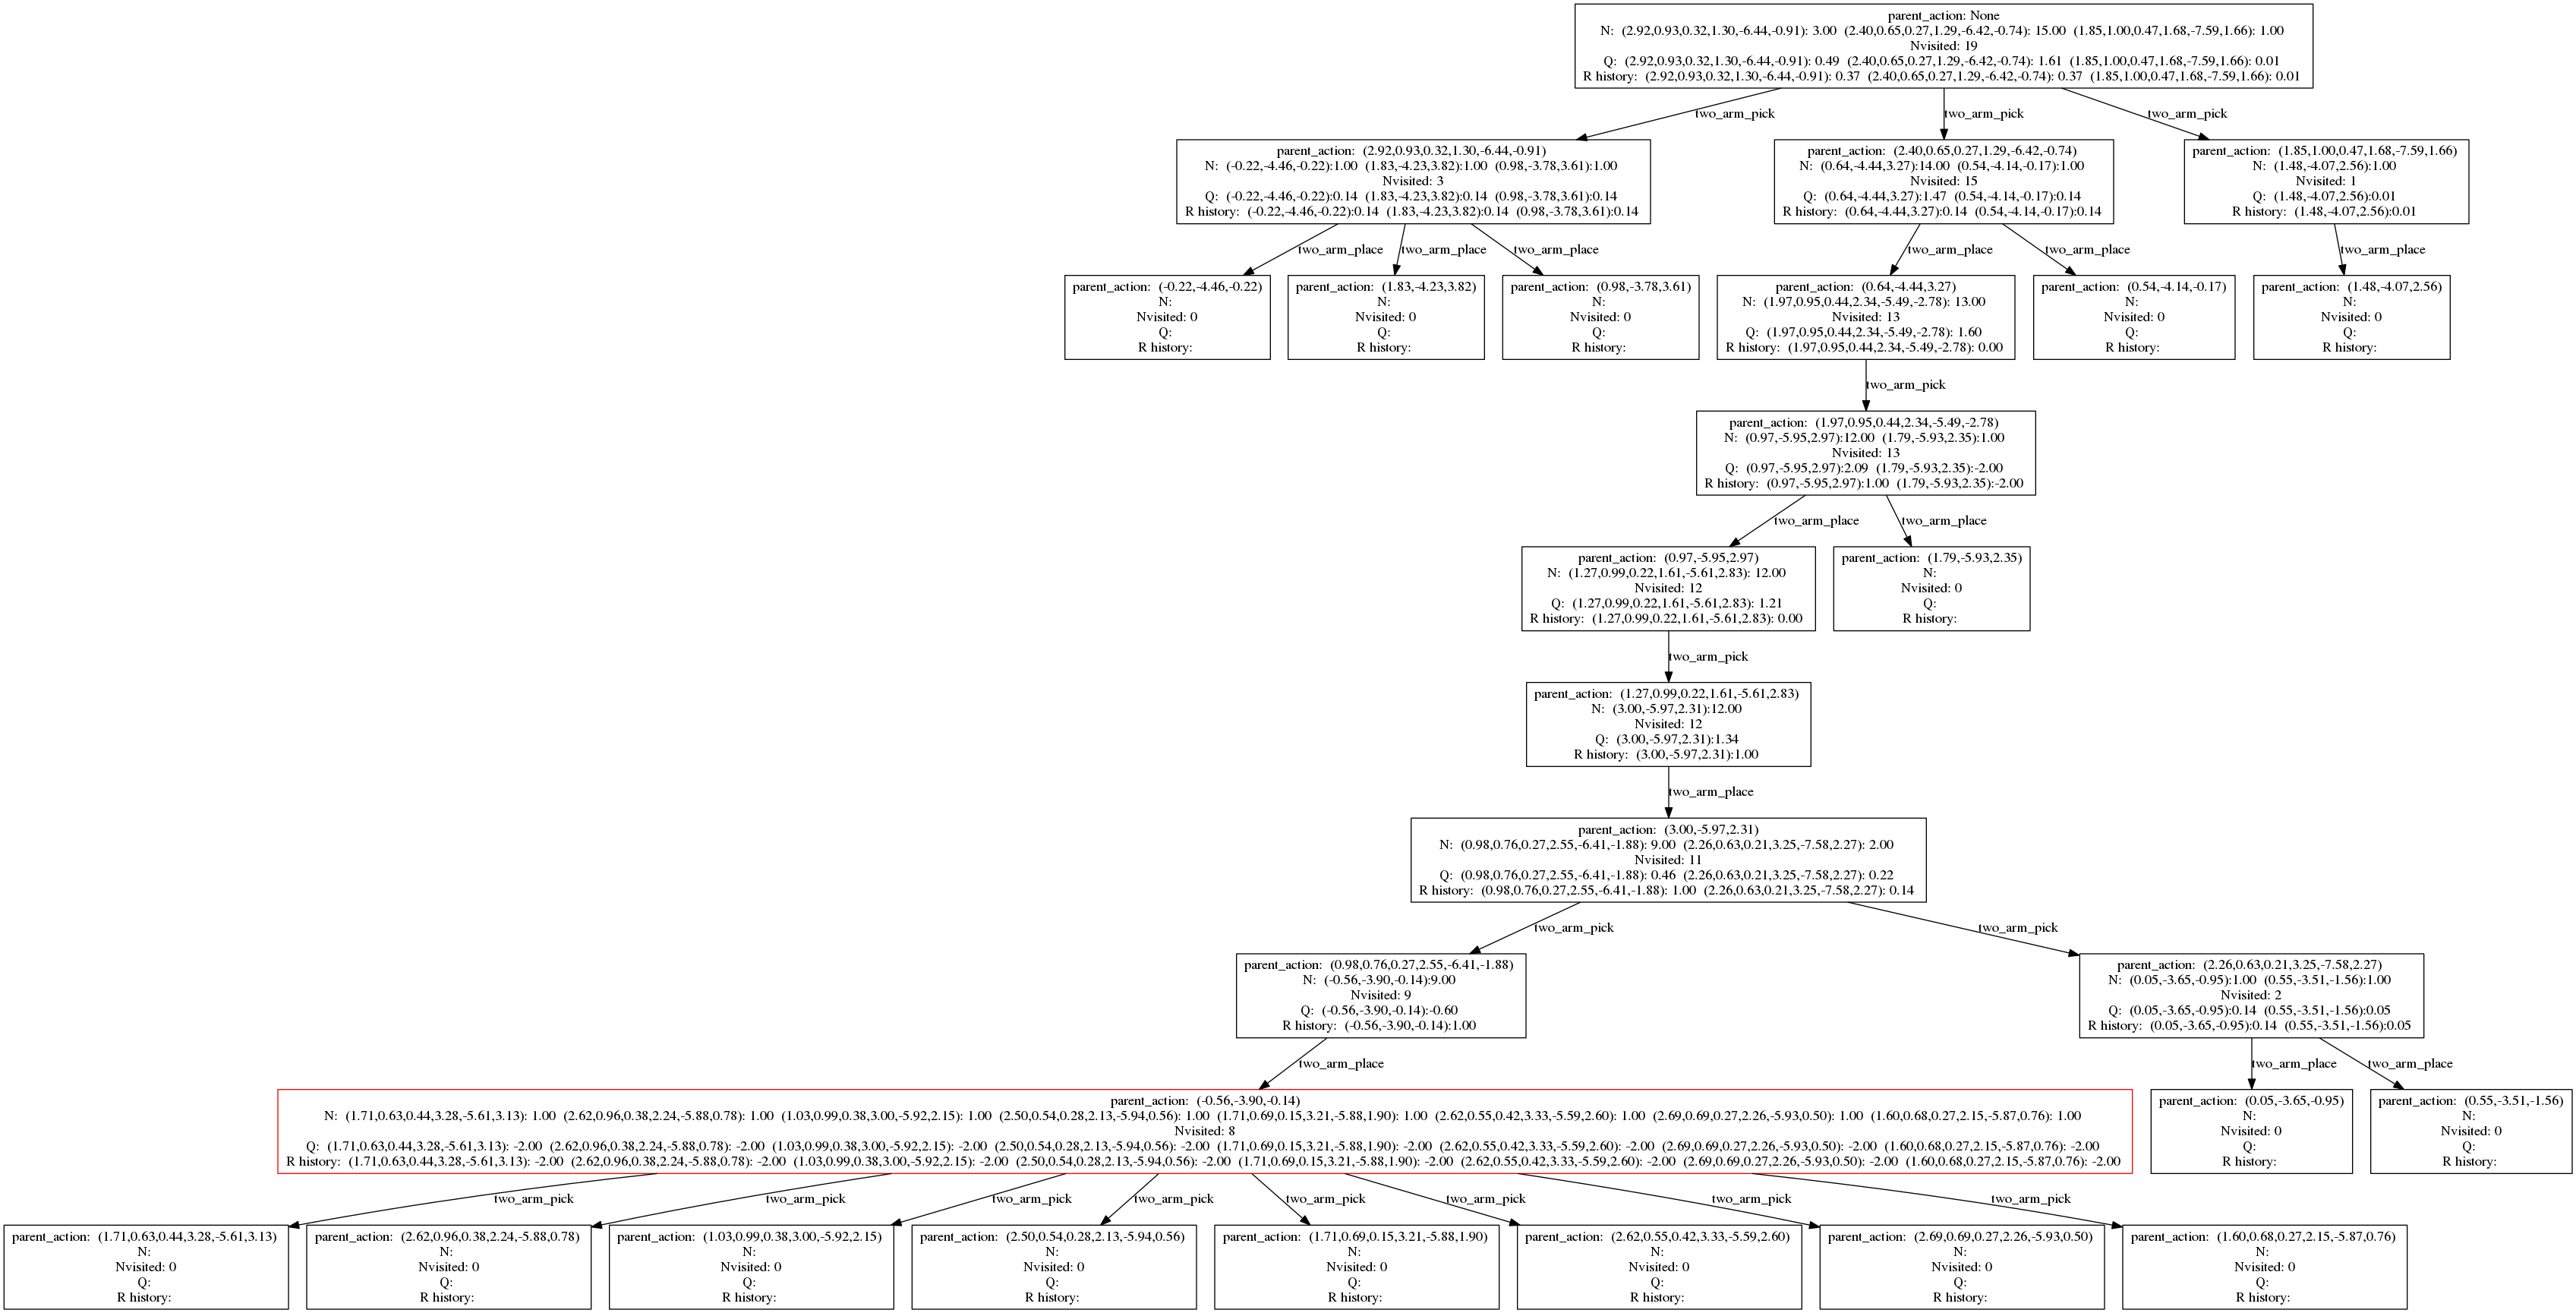 parent_action: None
N: (2.92,0.93,0.32,1.30,-6.44,-0.91): 3.00 (2.40,0.65,0.27,1.29,-6.42,-0.74): 15.00 (1.85,1.00,0.47,1.68,-7.59,1.66): 1.00
Nvisited: 19
Q: (2.92,0.93,0.32,1.30,-6.44,-0.91): 0.49 (2.40,0.65,0.27,1.29,-6.42,-0.74): 1.61 (1.85,1.00,0.47,1.68,-7.59,1.66): 0.01
R history: (2.92,0.93,0.32,1.30,-6.44,-0.91): 0.37 (2.40,0.65,0.27,1.29,-6.42,-0.74): 0.37 (1.85,1.00,0.47,1.68,-7.59,1.66): 0.01
two_arm_pick
two_arm_pick
two_arm_pick
parent_action: (2.92,0.93,0.32,1.30,-6.44,-0.91)
N: (-0.22,-4.46,-0.22):1.00 (1.83,-4.23,3.82):1.00 (0.98,-3.78,3.61):1.00
Nvisited: 3
Q: (-0.22,-4.46,-0.22):0.14 (1.83,-4.23,3.82):0.14 (0.98,-3.78,3.61):0.14
R history: (-0.22,-4.46,-0.22):0.14 (1.83,-4.23,3.82):0.14 (0.98,-3.78,3.61):0.14
parent_action: (2.40,0.65,0.27,1.29,-6.42,-0.74)
N: (0.64,-4.44,3.27):14.00 (0.54,-4.14,-0.17):1.00
Nvisited: 15
Q: (0.64,-4.44,3.27):1.47 (0.54,-4.14,-0.17):0.14
R history: (0.64,-4.44,3.27):0.14 (0.54,-4.14,-0.17):0.14
parent_action: (1.85,1.00,0.47,1.68,-7.59,1.66)
N: (1.48,-4.07,2.56):1.00
Nvisited: 1
Q: (1.48,-4.07,2.56):0.01
R history: (1.48,-4.07,2.56):0.01
two_arm_place
two_arm_place
two_arm_place
two_arm_place
two_arm_place
two_arm_place
parent_action: (-0.22,-4.46,-0.22)
N:
Nvisited: 0
Q:
R history:
parent_action: (1.83,-4.23,3.82)
N:
Nvisited: 0
Q:
R history:
parent_action: (0.98,-3.78,3.61)
N:
Nvisited: 0
Q:
R history:
parent_action: (0.64,-4.44,3.27)
N: (1.97,0.95,0.44,2.34,-5.49,-2.78): 13.00
Nvisited: 13
Q: (1.97,0.95,0.44,2.34,-5.49,-2.78): 1.60
R history: (1.97,0.95,0.44,2.34,-5.49,-2.78): 0.00
parent_action: (0.54,-4.14,-0.17)
N:
Nvisited: 0
Q:
R history:
parent_action: (1.48,-4.07,2.56)
N:
Nvisited: 0
Q:
R history:
two_arm_pick
parent_action: (1.97,0.95,0.44,2.34,-5.49,-2.78)
N: (0.97,-5.95,2.97):12.00 (1.79,-5.93,2.35):1.00
Nvisited: 13
Q: (0.97,-5.95,2.97):2.09 (1.79,-5.93,2.35):-2.00
R history: (0.97,-5.95,2.97):1.00 (1.79,-5.93,2.35):-2.00
two_arm_place
two_arm_place
parent_action: (0.97,-5.95,2.97)
N: (1.27,0.99,0.22,1.61,-5.61,2.83): 12.00
Nvisited: 12
Q: (1.27,0.99,0.22,1.61,-5.61,2.83): 1.21
R history: (1.27,0.99,0.22,1.61,-5.61,2.83): 0.00
parent_action: (1.79,-5.93,2.35)
N:
Nvisited: 0
Q:
R history:
two_arm_pick
parent_action: (1.27,0.99,0.22,1.61,-5.61,2.83)
N: (3.00,-5.97,2.31):12.00
Nvisited: 12
Q: (3.00,-5.97,2.31):1.34
R history: (3.00,-5.97,2.31):1.00
two_arm_place
parent_action: (3.00,-5.97,2.31)
N: (0.98,0.76,0.27,2.55,-6.41,-1.88): 9.00 (2.26,0.63,0.21,3.25,-7.58,2.27): 2.00
Nvisited: 11
Q: (0.98,0.76,0.27,2.55,-6.41,-1.88): 0.46 (2.26,0.63,0.21,3.25,-7.58,2.27): 0.22
R history: (0.98,0.76,0.27,2.55,-6.41,-1.88): 1.00 (2.26,0.63,0.21,3.25,-7.58,2.27): 0.14
two_arm_pick
two_arm_pick
parent_action: (0.98,0.76,0.27,2.55,-6.41,-1.88)
N: (-0.56,-3.90,-0.14):9.00
Nvisited: 9
Q: (-0.56,-3.90,-0.14):-0.60
R history: (-0.56,-3.90,-0.14):1.00
parent_action: (2.26,0.63,0.21,3.25,-7.58,2.27)
N: (0.05,-3.65,-0.95):1.00 (0.55,-3.51,-1.56):1.00
Nvisited: 2
Q: (0.05,-3.65,-0.95):0.14 (0.55,-3.51,-1.56):0.05
R history: (0.05,-3.65,-0.95):0.14 (0.55,-3.51,-1.56):0.05
two_arm_place
two_arm_place
two_arm_place
parent_action: (-0.56,-3.90,-0.14)
N: (1.71,0.63,0.44,3.28,-5.61,3.13): 1.00 (2.62,0.96,0.38,2.24,-5.88,0.78): 1.00 (1.03,0.99,0.38,3.00,-5.92,2.15): 1.00 (2.50,0.54,0.28,2.13,-5.94,0.56): 1.00 (1.71,0.69,0.15,3.21,-5.88,1.90): 1.00 (2.62,0.55,0.42,3.33,-5.59,2.60): 1.00 (2.69,0.69,0.27,2.26,-5.93,0.50): 1.00 (1.60,0.68,0.27,2.15,-5.87,0.76): 1.00
Nvisited: 8
Q: (1.71,0.63,0.44,3.28,-5.61,3.13): -2.00 (2.62,0.96,0.38,2.24,-5.88,0.78): -2.00 (1.03,0.99,0.38,3.00,-5.92,2.15): -2.00 (2.50,0.54,0.28,2.13,-5.94,0.56): -2.00 (1.71,0.69,0.15,3.21,-5.88,1.90): -2.00 (2.62,0.55,0.42,3.33,-5.59,2.60): -2.00 (2.69,0.69,0.27,2.26,-5.93,0.50): -2.00 (1.60,0.68,0.27,2.15,-5.87,0.76): -2.00
R history: (1.71,0.63,0.44,3.28,-5.61,3.13): -2.00 (2.62,0.96,0.38,2.24,-5.88,0.78): -2.00 (1.03,0.99,0.38,3.00,-5.92,2.15): -2.00 (2.50,0.54,0.28,2.13,-5.94,0.56): -2.00 (1.71,0.69,0.15,3.21,-5.88,1.90): -2.00 (2.62,0.55,0.42,3.33,-5.59,2.60): -2.00 (2.69,0.69,0.27,2.26,-5.93,0.50): -2.00 (1.60,0.68,0.27,2.15,-5.87,0.76): -2.00
parent_action: (0.05,-3.65,-0.95)
N:
Nvisited: 0
Q:
R history:
parent_action: (0.55,-3.51,-1.56)
N:
Nvisited: 0
Q:
R history:
two_arm_pick
two_arm_pick
two_arm_pick
two_arm_pick
two_arm_pick
two_arm_pick
two_arm_pick
two_arm_pick
parent_action: (1.71,0.63,0.44,3.28,-5.61,3.13)
N:
Nvisited: 0
Q:
R history:
parent_action: (2.62,0.96,0.38,2.24,-5.88,0.78)
N:
Nvisited: 0
Q:
R history:
parent_action: (1.03,0.99,0.38,3.00,-5.92,2.15)
N:
Nvisited: 0
Q:
R history:
parent_action: (2.50,0.54,0.28,2.13,-5.94,0.56)
N:
Nvisited: 0
Q:
R history:
parent_action: (1.71,0.69,0.15,3.21,-5.88,1.90)
N:
Nvisited: 0
Q:
R history:
parent_action: (2.62,0.55,0.42,3.33,-5.59,2.60)
N:
Nvisited: 0
Q:
R history:
parent_action: (2.69,0.69,0.27,2.26,-5.93,0.50)
N:
Nvisited: 0
Q:
R history:
parent_action: (1.60,0.68,0.27,2.15,-5.87,0.76)
N:
Nvisited: 0
Q:
R history: